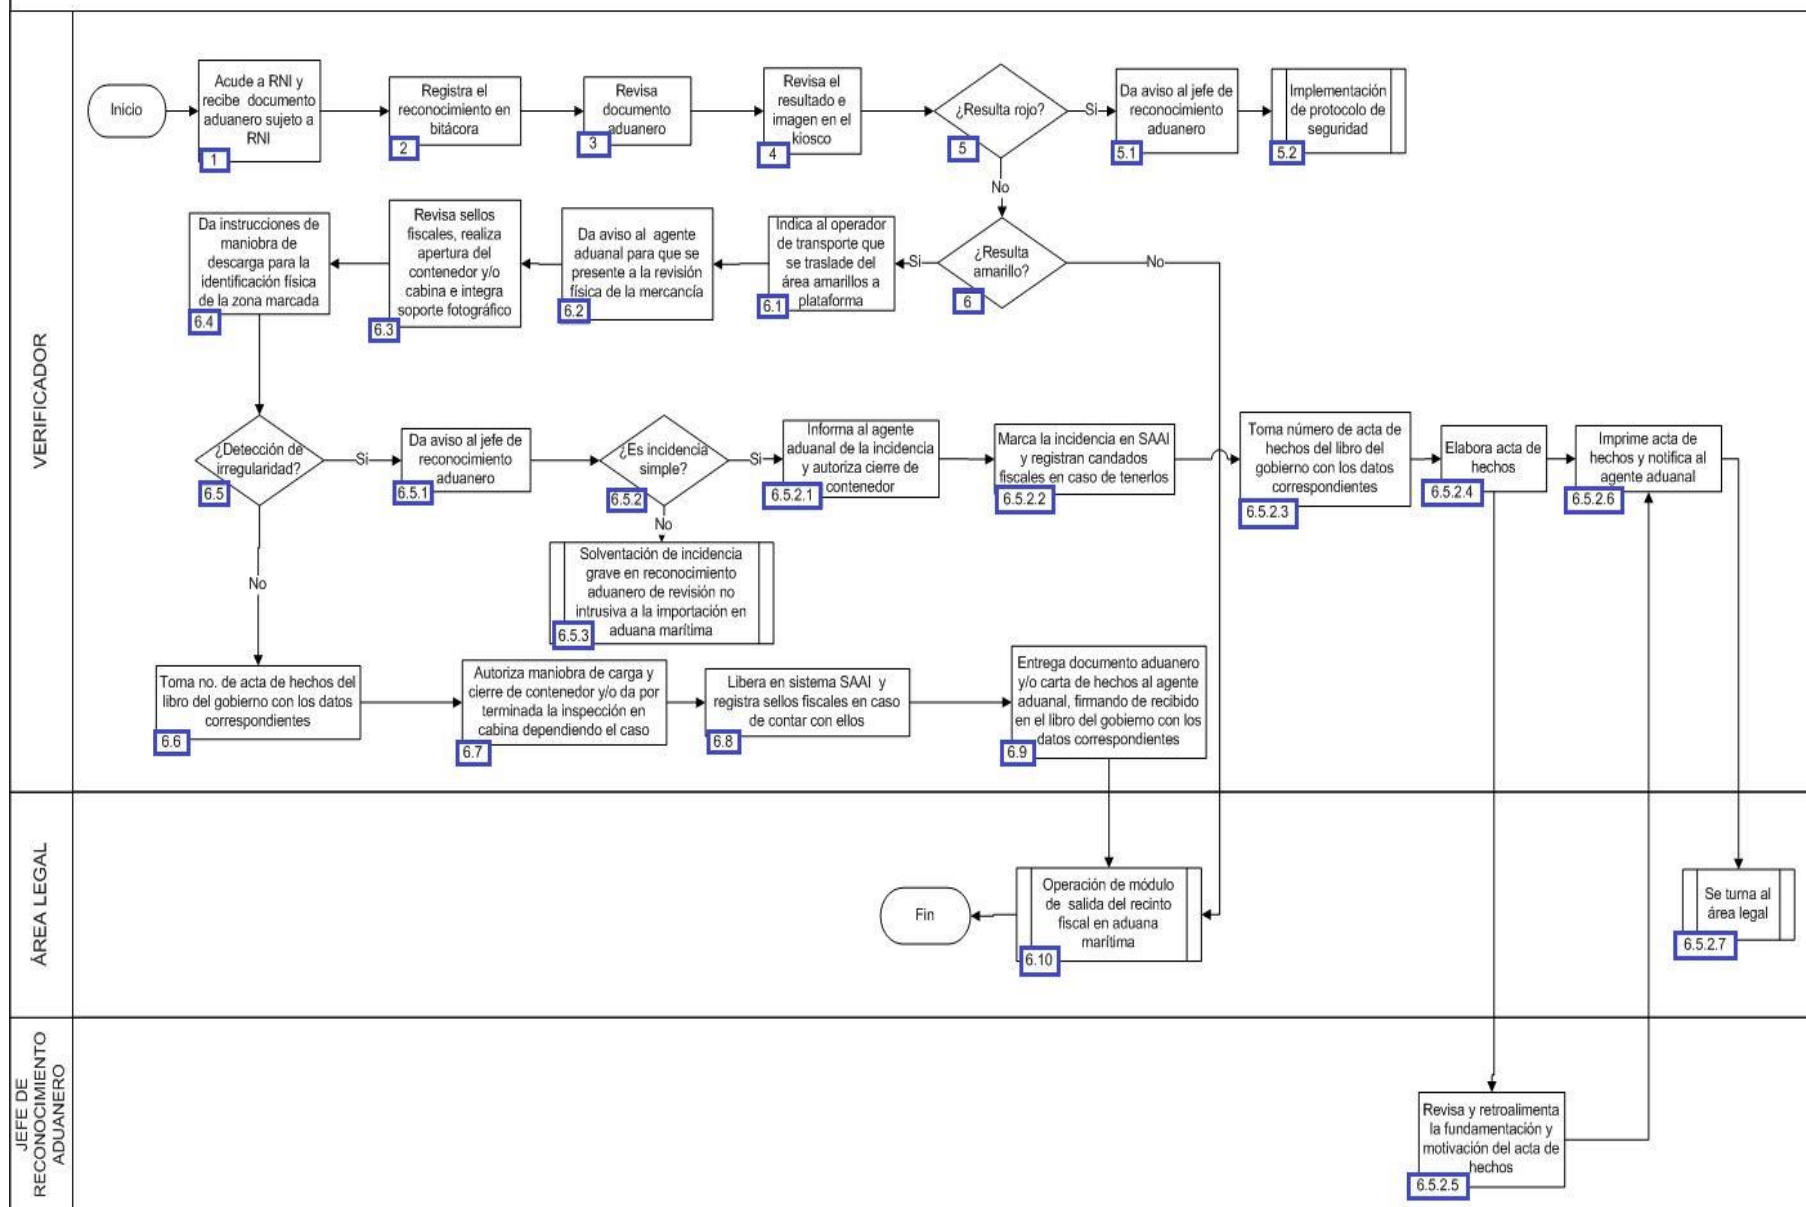 VERIFICADOR
Inicio
Acude a RNI y
recibe documento
aduanero sujeto a
RNI
1
Registra el
reconocimiento en
bitácora
2
Revisa
documento
aduanero
3
Revisa el
resultado e
imagen en el
kiosco
4
¿Resulta rojo?
5
Si
Da aviso al jefe de
reconocimiento
aduanero
5.1
Implementación
de protocolo de
seguridad
5.2
No
¿Resulta
amarillo?
6
No
Si
Indica al operador
de transporte que
se traslade del
área amarillos a
plataforma
6.1
Da aviso al agente
aduanal para que se
presente a la revisión
física de la mercancía
6.2
Revisa sellos
fiscales, realiza
apertura del
contenedor y/o
cabina e integra
soporte fotográfico
6.3
Da instrucciones de
maniobra de
descarga para la
identificación física
de la zona marcada
6.4
¿Detección de
irregularidad?
6.5
Si
Da aviso al jefe de
reconocimiento
aduanero
6.5.1
¿Es incidencia
simple?
6.5.2
Si
Informa al agente
aduanal de la incidencia
y autoriza cierre de
contenedor
6.5.2.1
Marca la incidencia en SAAI
y registran candados
fiscales en caso de tenerlos
6.5.2.2
Toma número de acta de
hechos del libro del
gobierno con los datos
correspondientes
6.5.2.3
Elabora acta de
hechos
6.5.2.4
Imprime acta de
hechos y notifica al
agente aduanal
6.5.2.6
No
Solventación de incidencia
grave en reconocimiento
aduanero de revisión no
intrusiva a la importación en
aduana marítima
6.5.3
No
Toma no. de acta de hechos del
libro del gobierno con los datos
correspondientes
6.6
Autoriza maniobra de carga y
cierre de contenedor y/o da por
terminada la inspección en
cabina dependiendo el caso
6.7
Libera en sistema SAAI y
registra sellos fiscales en caso
de contar con ellos
6.8
Entrega documento aduanero
y/o carta de hechos al agente
aduanal, firmando de recibido
en el libro del gobierno con los
datos correspondientes
6.9
ÁREA LEGAL
Fin
Operación de módulo
de salida del recinto
fiscal en aduana
marítima
6.10
Se turna al
área legal
6.5.2.7
JEFE DE
RECONOCIMIENTO
ADUANERO
Revisa y retroalimenta
la fundamentación y
motivación del acta de
hechos
6.5.2.5